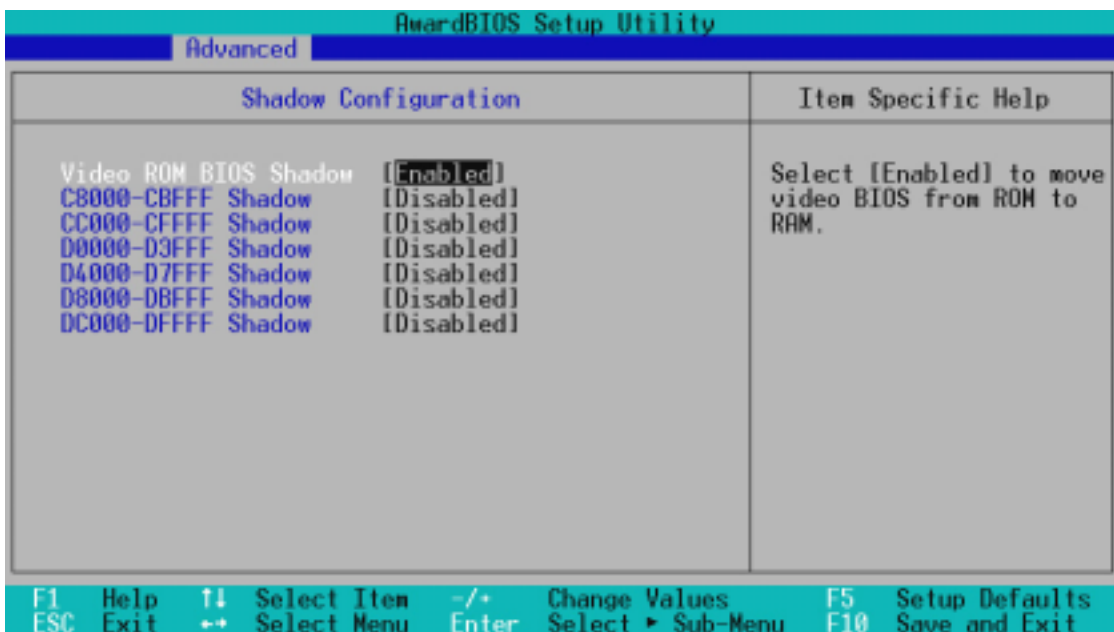 AwardBIOS Setup Utility
Advanced
Shadow Configuration
Item Specific Help
Video ROM BIOS Shadow [Enabled]
C8000-CBFFF Shadow [Disabled]
CC000-CFFFF Shadow [Disabled]
D0000-D3FFF Shadow [Disabled]
D4000-D7FFF Shadow [Disabled]
D8000-DBFFF Shadow [Disabled]
DC000-DFFFF Shadow [Disabled]
Select [Enabled] to move
video BIOS from ROM to
RAM.
F1 Help ↑↓ Select Item -/+ Change Values F5 Setup Defaults
ESC Exit ←→ Select Menu Enter Select ► Sub-Menu F10 Save and Exit